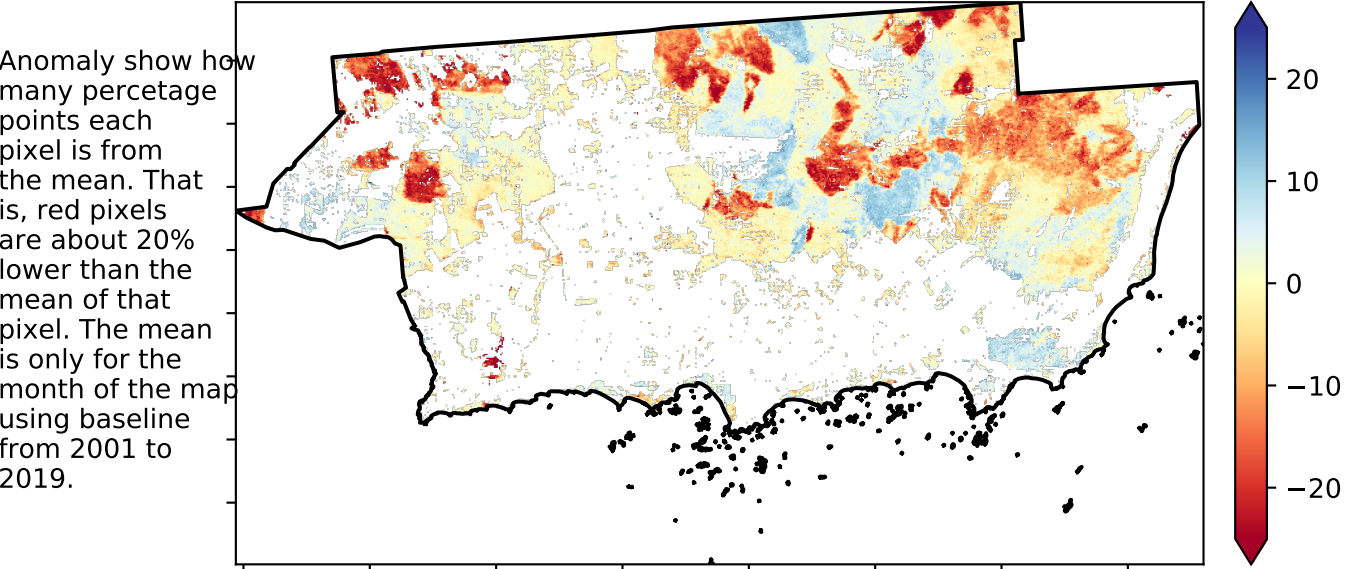 Anomaly show how
many percetage
points each
pixel is from
the mean. That
is, red pixels
are about 20%
lower than the
mean of that
pixel. The mean
is only for the
month of the map
using baseline
from 2001 to
2019.
20
10
0
−10
−20